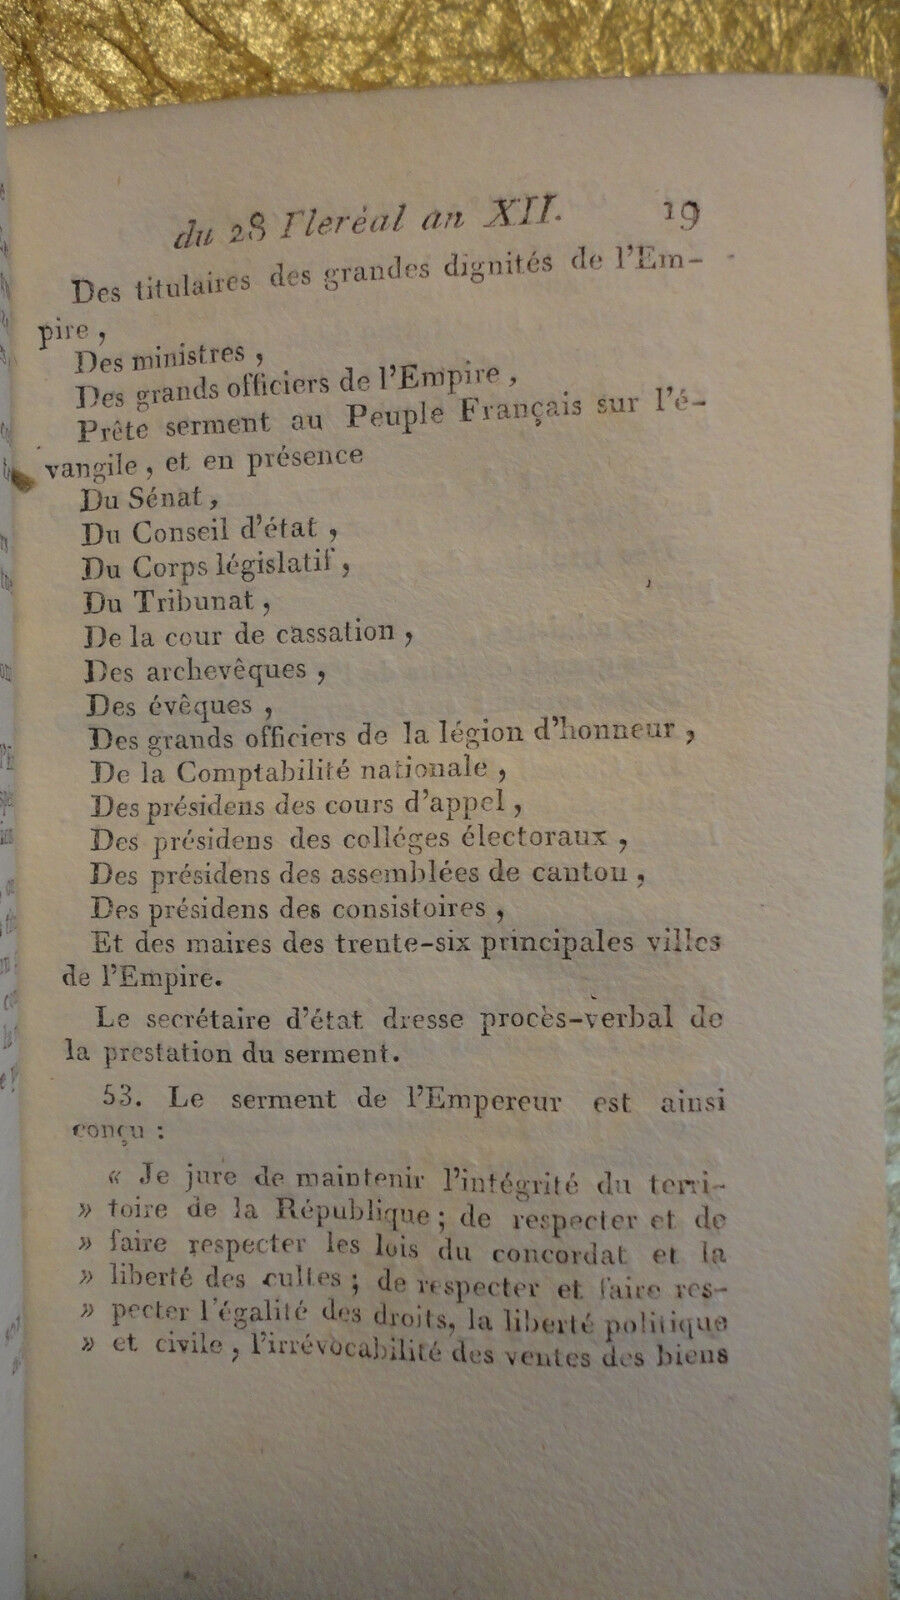 du 28 Floréal an XII. 19
Des titulaires des grandes dignités de l'Em-
pire,
Des ministres,
Des grands officiers de l'Empire,
Prête serment au Peuple Français sur l'é-
vangile, et en présence
Du Sénat,
Du Conseil d'état,
Du Corps législatif,
Du Tribunat,
De la cour de cassation,
Des archevêques,
Des évêques,
Des grands officiers de la légion d'honneur,
De la Comptabilité nationale,
Des présidens des cours d'appel,
Des présidens des colléges électoraux,
Des présidens des assemblées de canton,
Des présidens des consistoires,
Et des maires des trente-six principales villes
de l'Empire.
Le secrétaire d'état dresse procès-verbal de
la prestation du serment.
53. Le serment de l'Empereur est ainsi
conçu :
« Je jure de maintenir l'intégrité du terri-
» toire de la République ; de respecter et de
» faire respecter les lois du concordat et la
» liberté des cultes ; de respecter et faire res-
» pecter l'égalité des droits, la liberté politique
» et civile, l'irrévocabilité des ventes des biens